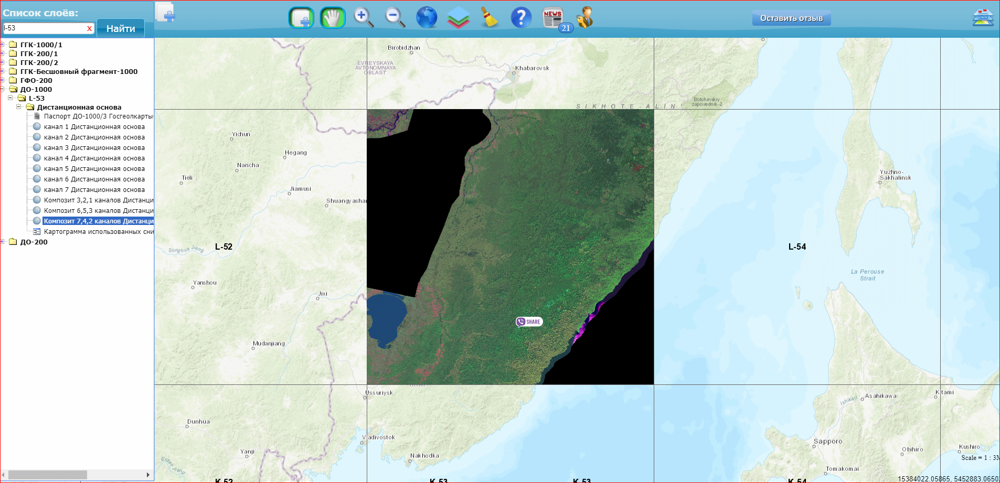 Список слоёв:
l-53
X
Найти
NEWS
21
Оставить отзыв
ГГК-1000/1
ГГК-200/1
ГГК-200/2
ГГК-Бесшовный фрагмент-1000
ГФО-200
ДО-1000
L-53
Дистанционная основа
Паспорт ДО-1000/3 Госгеолкарты
канал 1 Дистанционная основа
канал 2 Дистанционная основа
канал 3 Дистанционная основа
канал 4 Дистанционная основа
канал 5 Дистанционная основа
канал 6 Дистанционная основа
канал 7 Дистанционная основа
Композит 3,2,1 каналов Дистанци
Композит 6,5,3 каналов Дистанци
Композит 7,4,2 каналов Дистанци
Картограмма использованных сни
ДО-200
Birobidzhan
EVREYSKAYA
AVTONOMNAYA
OBLAST
Khabarovsk
Botchinskiy
zapovednik-2
SIKHOTE-ALIN'
Yichun
Hegang
Nancha
Tieli
Jiamusi
Shuangyashan
Yuzhno-
Sakhalinsk
L-52
L-54
Songhua Jiang
La Perouse
Strait
Yanshou
Jixi
SHARE
Mudanjiang
Ussuriysk
Kitami
Asahikawa
Ishikari
Dunhua
Vladivostok
Sapporo
Yanji
Nakhodka
Obihiro
Kushiro
Scale = 1 : 3M
Erdao Jiang
Tomakomai
15384022.05865, 5452883.06503
K-52
K-53
K-53
K-54